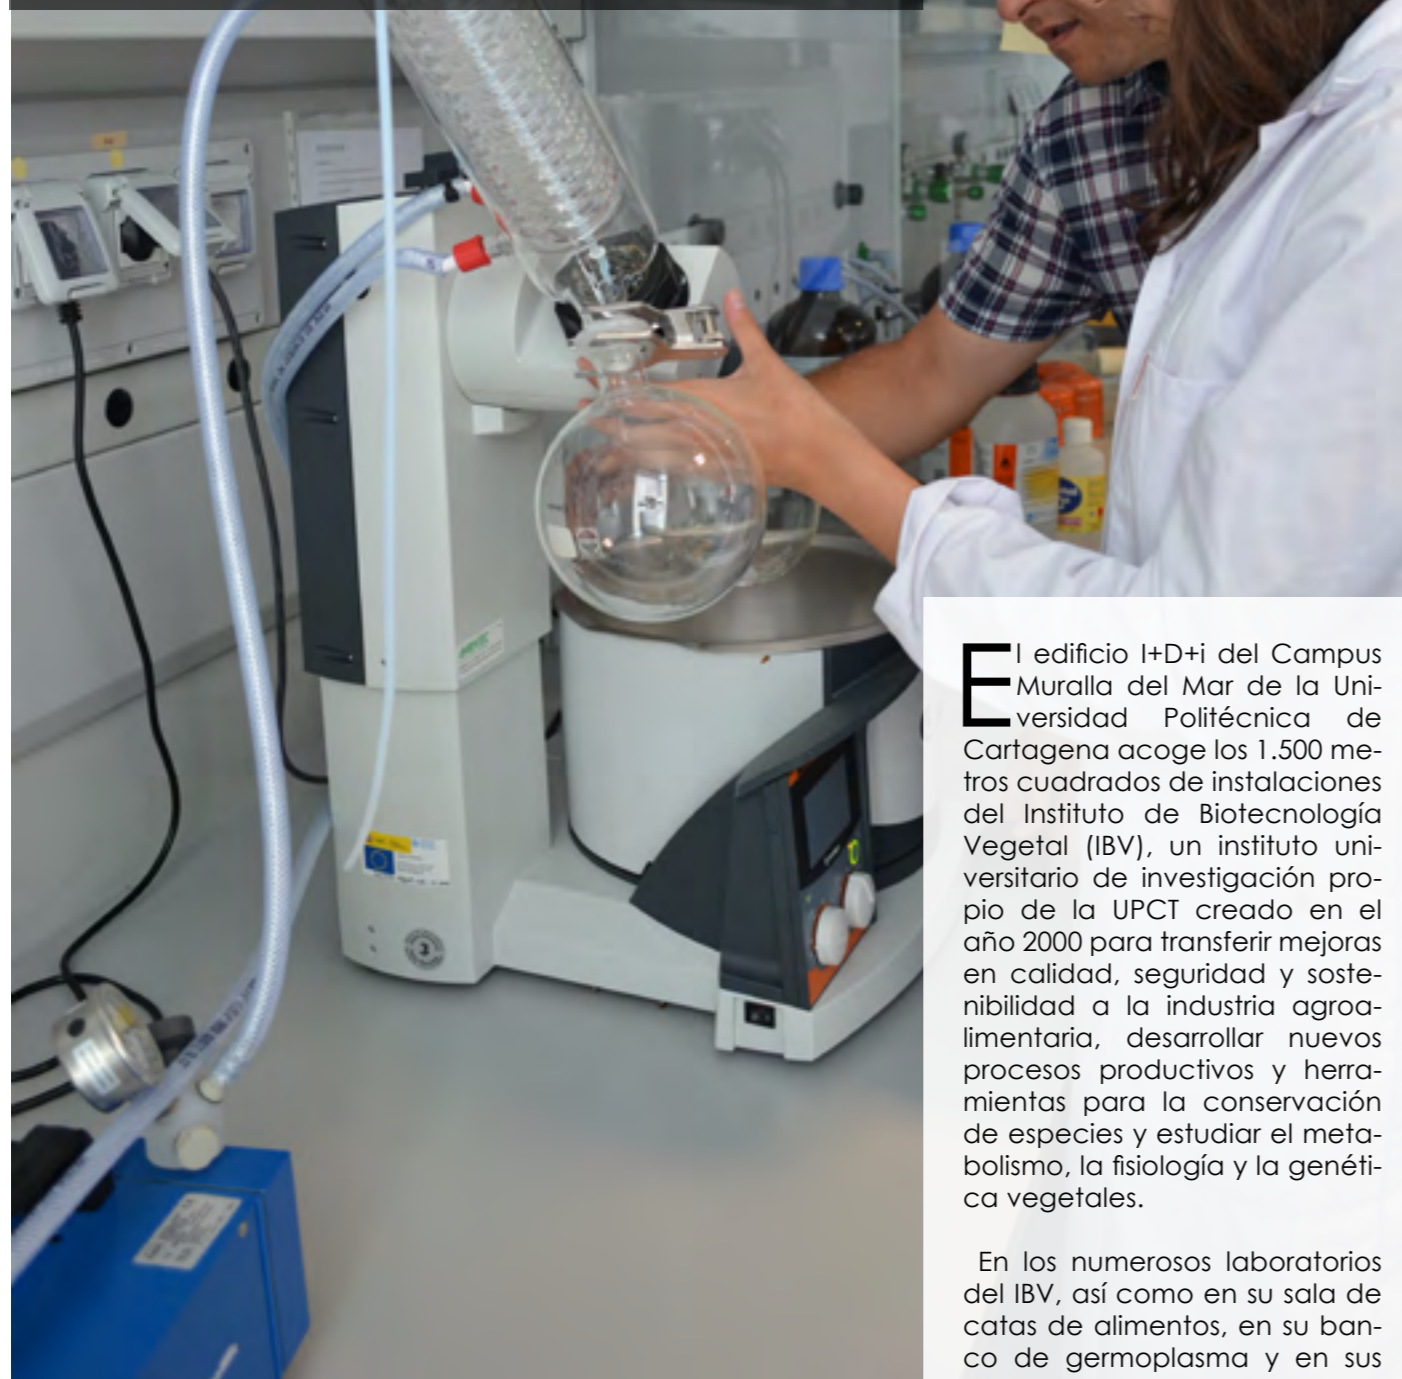 El edificio I+D+i del Campus
Muralla del Mar de la Uni-
versidad Politécnica de
Cartagena acoge los 1.500 me-
tros cuadrados de instalaciones
del Instituto de Biotecnología
Vegetal (IBV), un instituto uni-
versitario de investigación pro-
pio de la UPCT creado en el
año 2000 para transferir mejoras
en calidad, seguridad y soste-
nibilidad a la industria agroa-
limentaria, desarrollar nuevos
procesos productivos y herra-
mientas para la conservación
de especies y estudiar el meta-
bolismo, la fisiología y la genéti-
ca vegetales.
En los numerosos laboratorios
del IBV, así como en su sala de
catas de alimentos, en su ban-
co de germoplasma y en sus